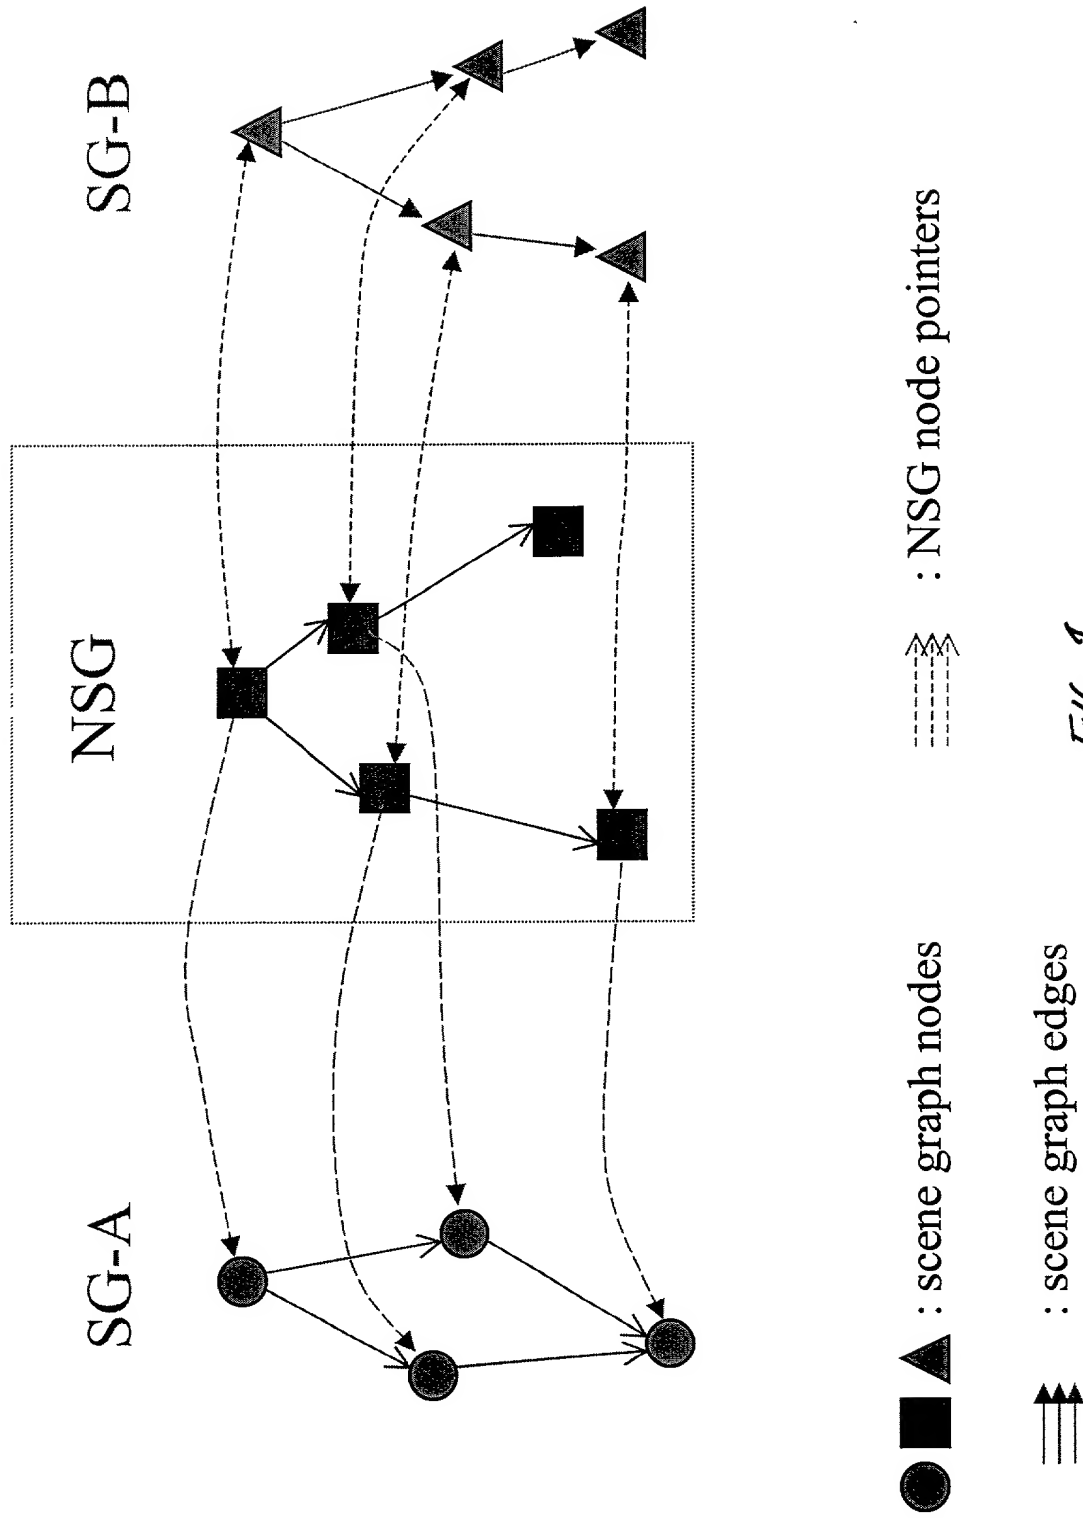 SG-A
NSG
SG-B
: scene graph nodes
: NSG node pointers
: scene graph edges